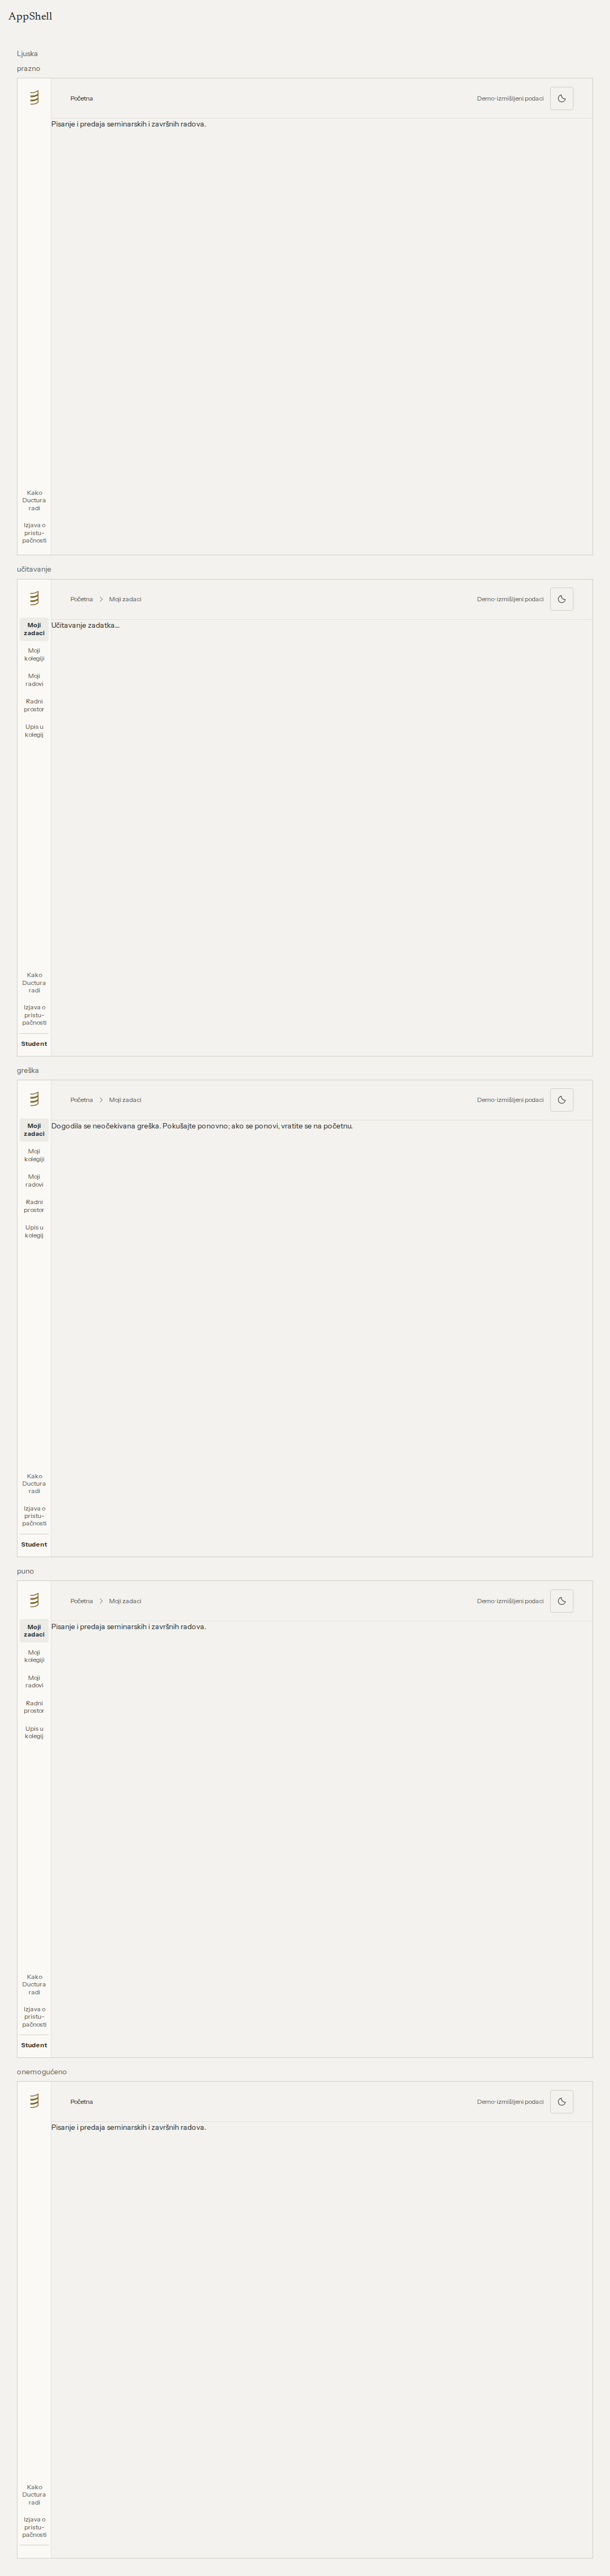 AppShell
Ljuska
prazno
Početna
Demo·izmišljeni podaci
Pisanje i predaja seminarskih i završnih radova.
Kako
Ductura
radi
Izjava o
pristu-
pačnosti
učitavanje
Početna
Moji zadaci
Demo·izmišljeni podaci
Moji
zadaci
Učitavanje zadatka…
Moji
kolegiji
Moji
radovi
Radni
prostor
Upis u
kolegij
Kako
Ductura
radi
Izjava o
pristu-
pačnosti
Student
greška
Početna
Moji zadaci
Demo·izmišljeni podaci
Moji
zadaci
Dogodila se neočekivana greška. Pokušajte ponovno; ako se ponovi, vratite se na početnu.
Moji
kolegiji
Moji
radovi
Radni
prostor
Upis u
kolegij
Kako
Ductura
radi
Izjava o
pristu-
pačnosti
Student
puno
Početna
Moji zadaci
Demo·izmišljeni podaci
Moji
zadaci
Pisanje i predaja seminarskih i završnih radova.
Moji
kolegiji
Moji
radovi
Radni
prostor
Upis u
kolegij
Kako
Ductura
radi
Izjava o
pristu-
pačnosti
Student
onemogućeno
Početna
Demo·izmišljeni podaci
Pisanje i predaja seminarskih i završnih radova.
Kako
Ductura
radi
Izjava o
pristu-
pačnosti